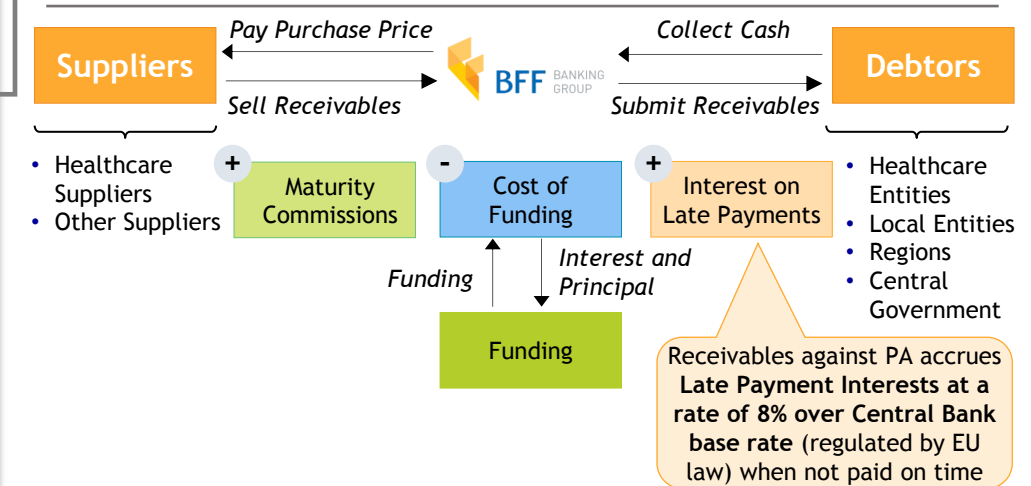 Pay Purchase Price
Collect Cash
Suppliers
BFF BANKING GROUP
Debtors
Sell Receivables
Submit Receivables
• Healthcare
Suppliers
• Other Suppliers
+
Maturity
Commissions
-
Cost of
Funding
+
Interest on
Late Payments
• Healthcare
Entities
• Local Entities
• Regions
• Central
Government
Funding
Interest and
Principal
Funding
Receivables against PA accrues
Late Payment Interests at a
rate of 8% over Central Bank
base rate (regulated by EU
law) when not paid on time